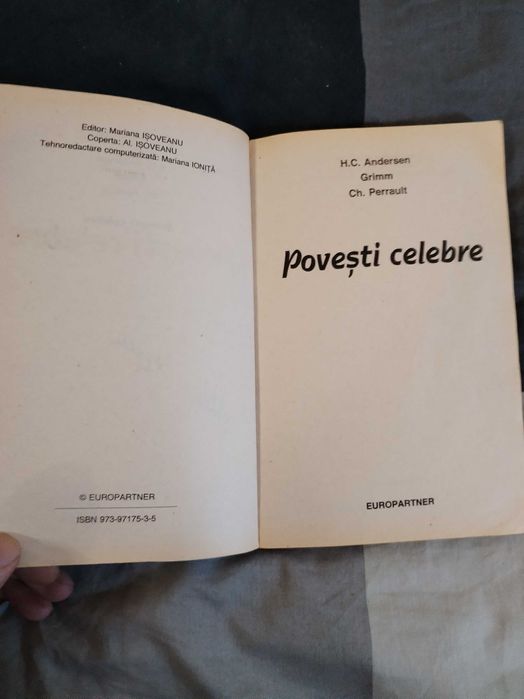 Editor: Mariana IȘOVEANU
Coperta: Al. IȘOVEANU
Tehnoredactare computerizată: Mariana IONIȚĂ
© EUROPARTNER
ISBN 973-97175-3-5
H.C. Andersen
Grimm
Ch. Perrault
Povești celebre
EUROPARTNER